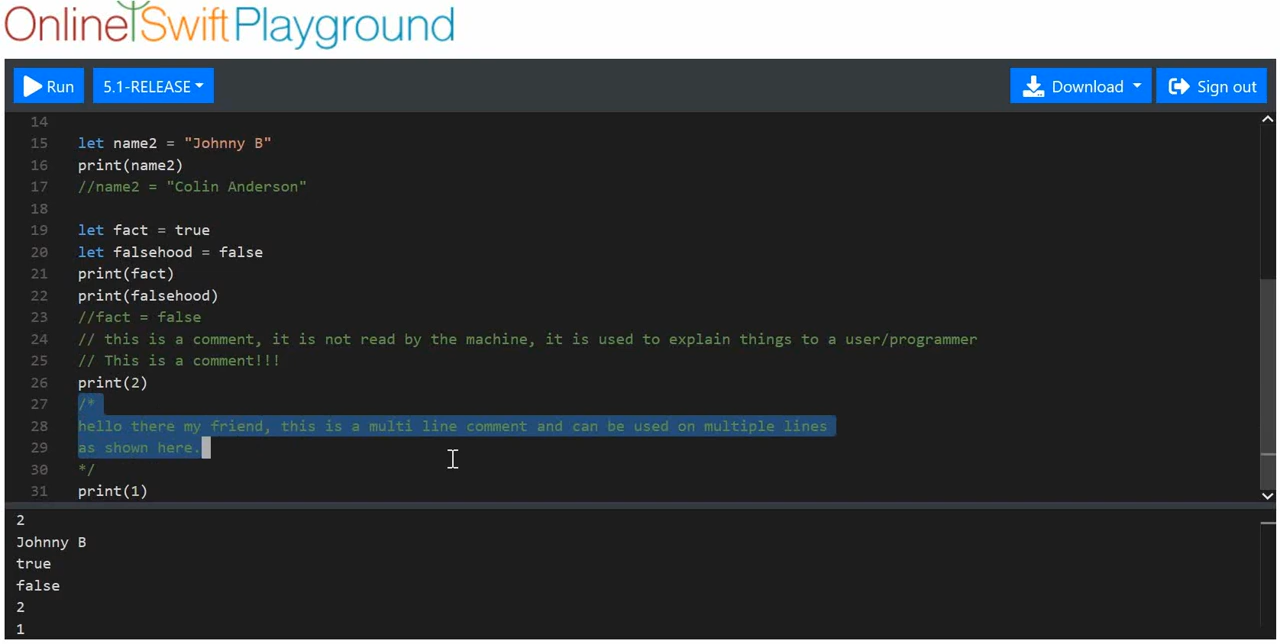 Online Swift Playground
Run 5.1-RELEASE Download Sign out
14
15 let name2 = "Johnny B"
16 print(name2)
17 //name2 = "Colin Anderson"
18
19 let fact = true
20 let falsehood = false
21 print(fact)
22 print(falsehood)
23 //fact = false
24 // this is a comment, it is not read by the machine, it is used to explain things to a user/programmer
25 // This is a comment!!!
26 print(2)
27 /*
28 hello there my friend, this is a multi line comment and can be used on multiple lines
29 as shown here.
30 */
31 print(1)
2
Johnny B
true
false
2
1